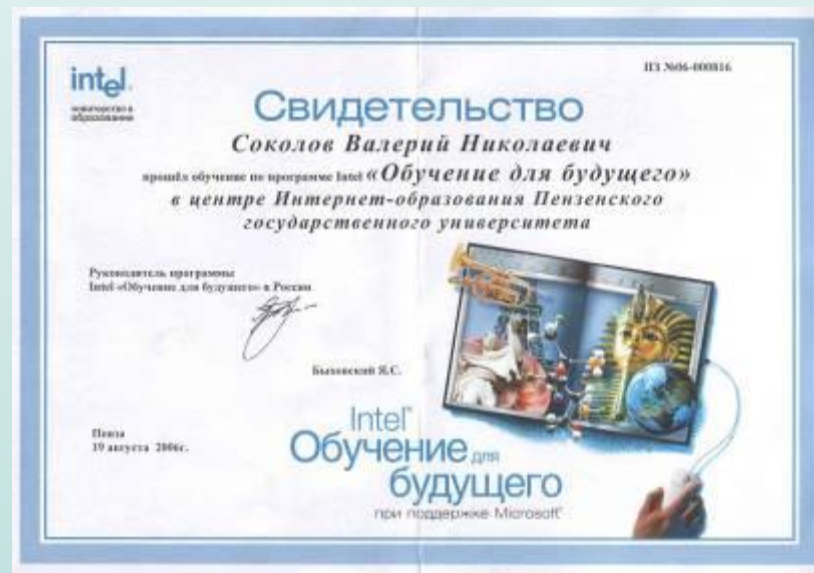 ПЗ №06-000816
intel.
новаторство в
образовании
Свидетельство
Соколов Валерий Николаевич
прошёл обучение по программе Intel «Обучение для будущего»
в центре Интернет-образования Пензенского
государственного университета
Руководитель программы
Intel «Обучение для будущего» в России
Быховский Я.С.
Пенза
19 августа 2006г.
Intel®
Обучение для
будущего
при поддержке Microsoft®